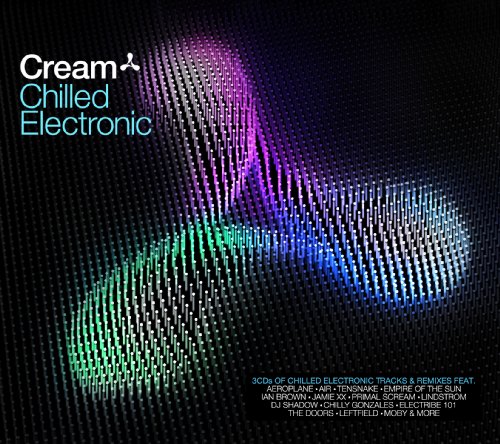 Cream
Chilled
Electronic
3CDs OF CHILLED ELECTRONIC TRACKS & REMIXES FEAT.
AEROPLANE • AIR • TENSNAKE • EMPIRE OF THE SUN
IAN BROWN • JAMIE XX • PRIMAL SCREAM • LINDSTROM
DJ SHADOW • CHILLY GONZALES • ELECTRIBE 101
THE DOORS • LEFTFIELD • MOBY & MORE